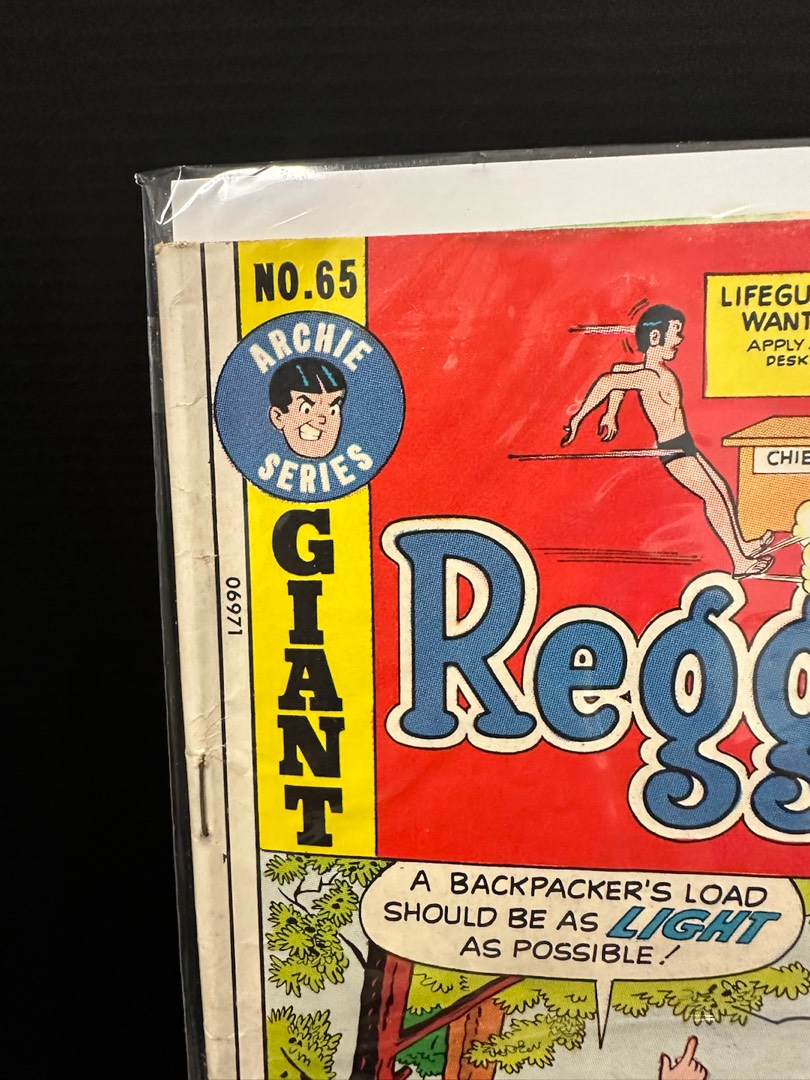 NO.65
ARCHIE
SERIES
GIANT
06971
LIFEGU
WANT
APPLY
DESK
CHIE
Regg
A BACKPACKER'S LOAD
SHOULD BE AS LIGHT
AS POSSIBLE!